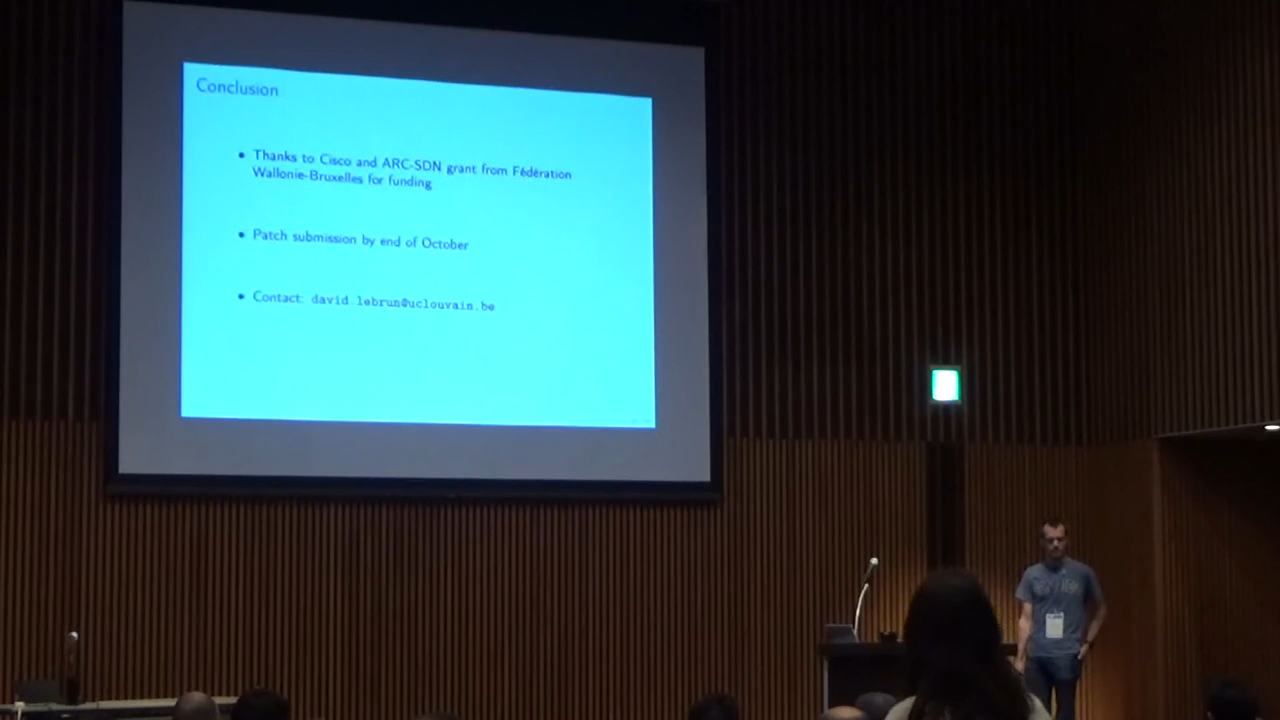 Conclusion
• Thanks to Cisco and ARC-SDN grant from Fédération
Wallonie-Bruxelles for funding
• Patch submission by end of October
• Contact: david.lebrun@uclouvain.be